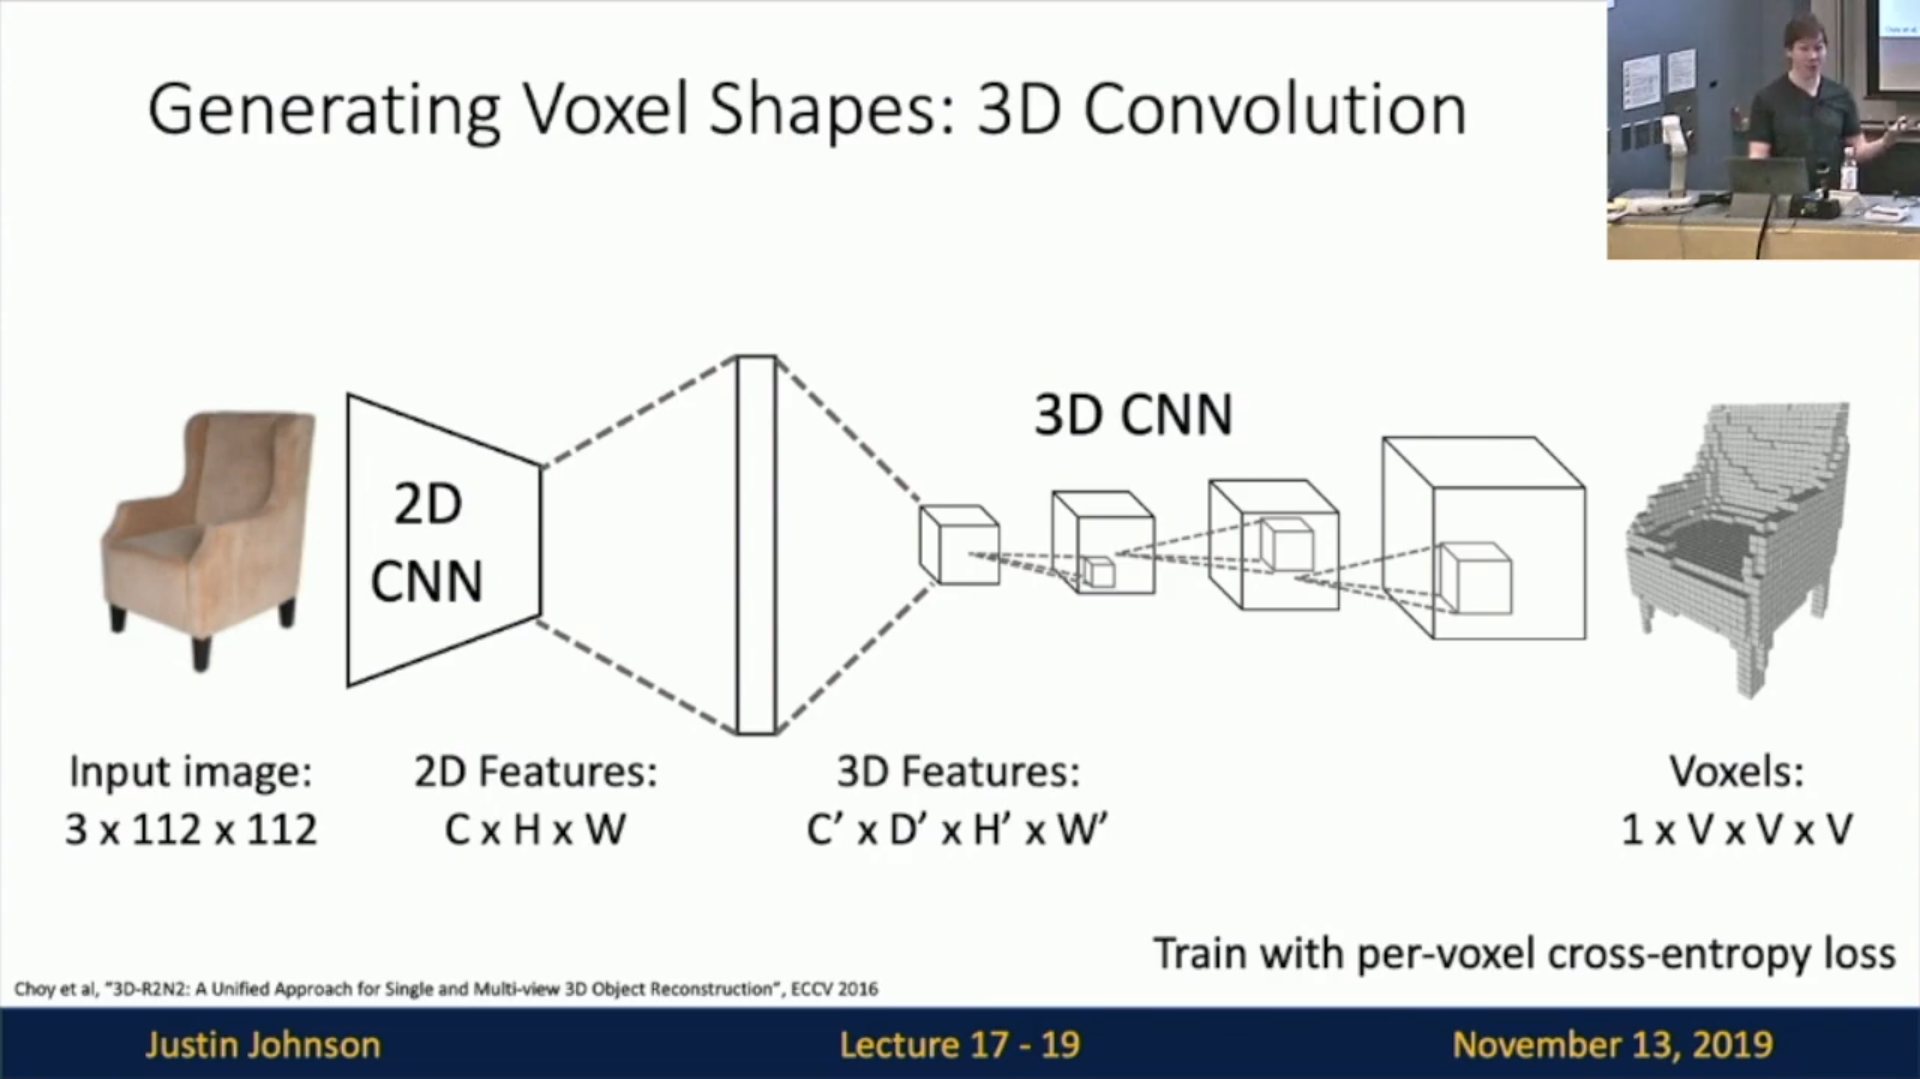 Generating Voxel Shapes: 3D Convolution
2D
CNN
3D CNN
Input image:
3 x 112 x 112
2D Features:
C x H x W
3D Features:
C′ x D′ x H′ x W′
Voxels:
1 x V x V x V
Train with per-voxel cross-entropy loss
Choy et al, "3D-R2N2: A Unified Approach for Single and Multi-view 3D Object Reconstruction", ECCV 2016
Justin Johnson
Lecture 17 - 19
November 13, 2019